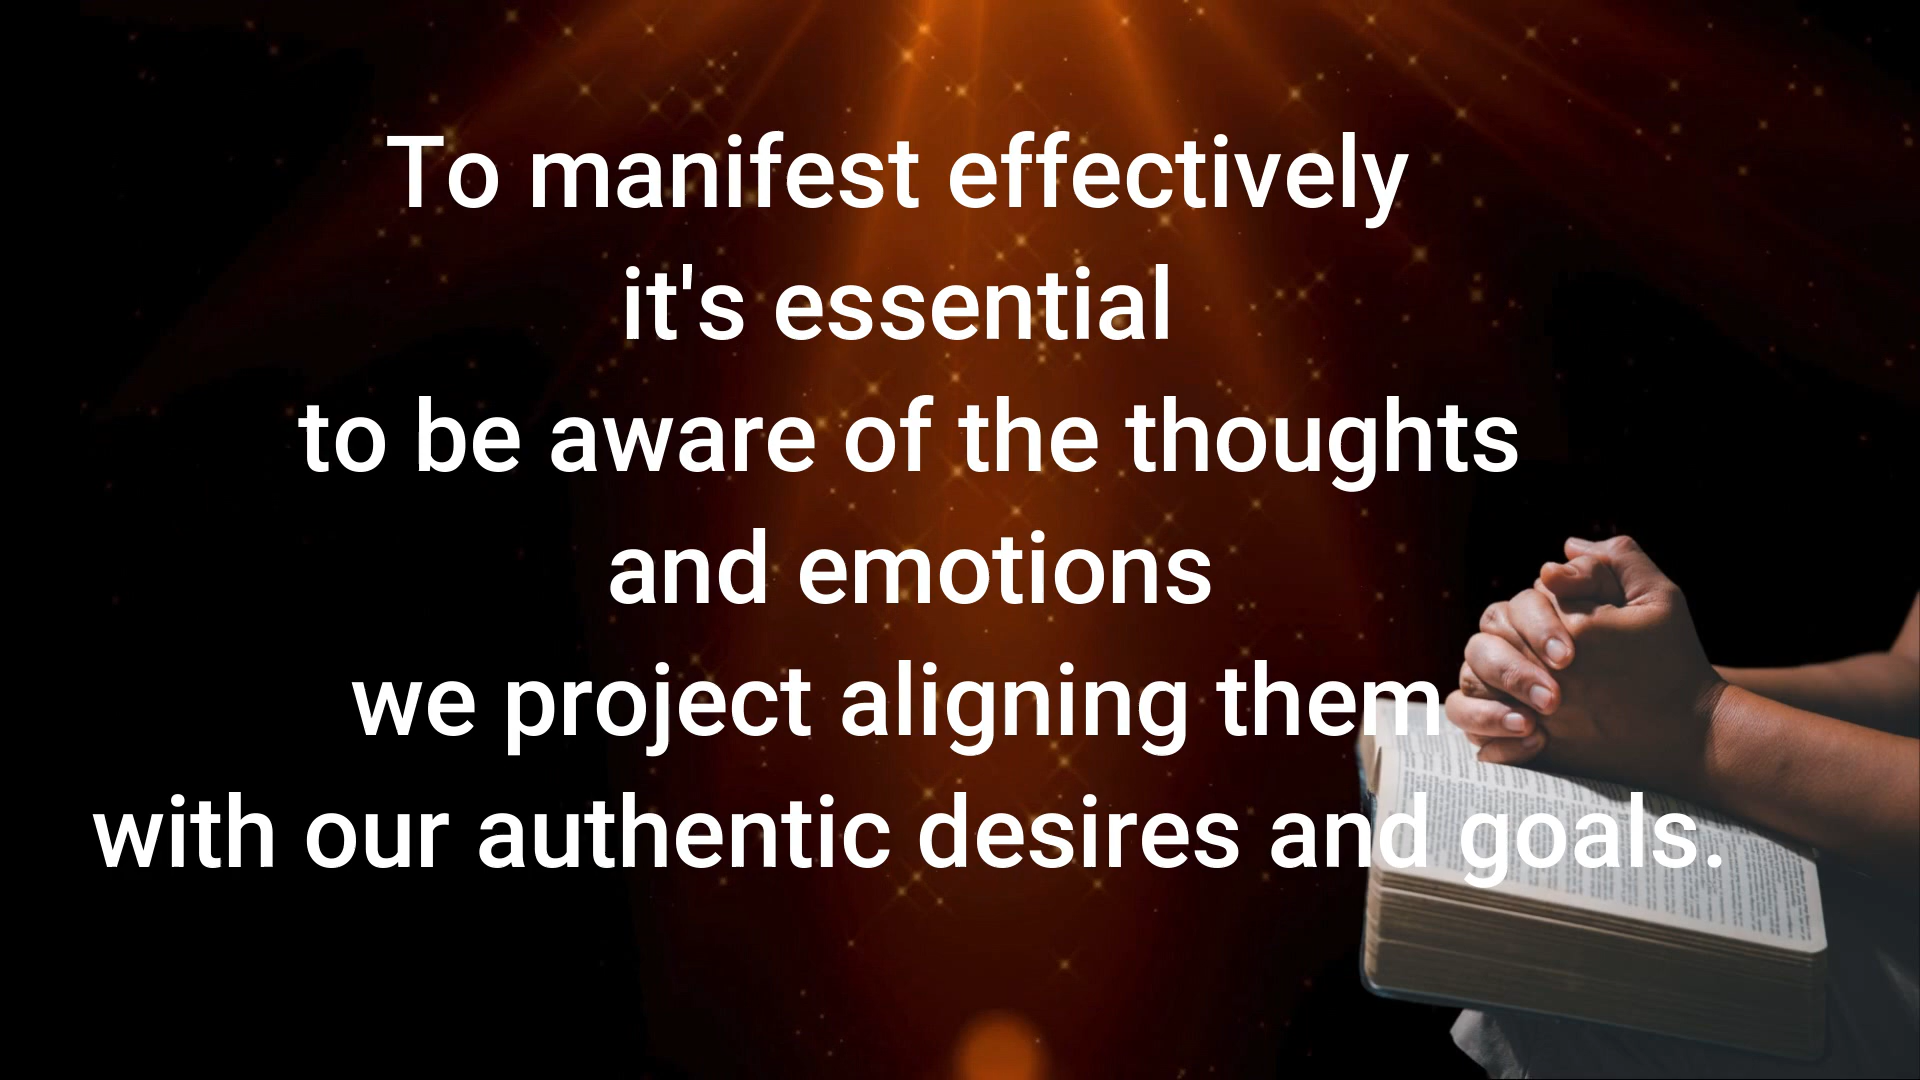 To manifest effectively
it's essential
to be aware of the thoughts
and emotions
we project aligning them
with our authentic desires and goals.